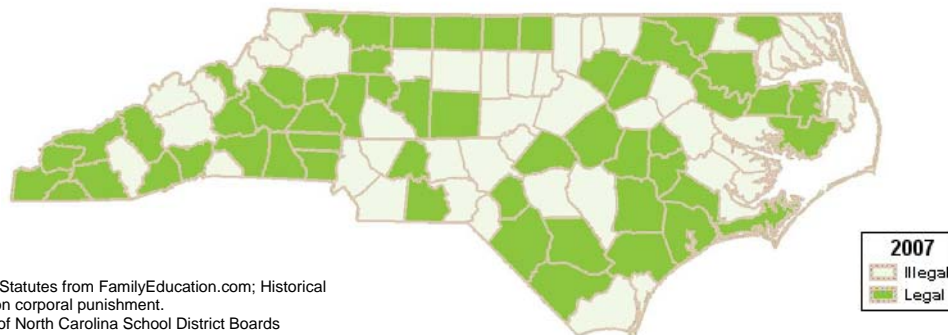 2007
Illegal
Legal
Statutes from FamilyEducation.com; Historical
on corporal punishment.
of North Carolina School District Boards